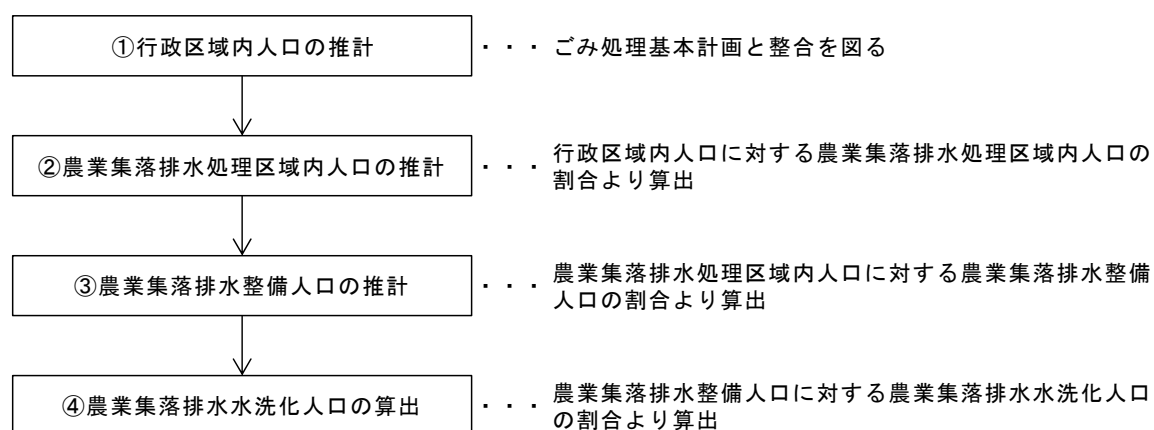 ①行政区域内人口の推計 ・・・ ごみ処理基本計画と整合を図る
②農業集落排水処理区域内人口の推計 ・・・ 行政区域内人口に対する農業集落排水処理区域内人口の
割合より算出
③農業集落排水整備人口の推計 ・・・ 農業集落排水処理区域内人口に対する農業集落排水整備
人口の割合より算出
④農業集落排水水洗化人口の算出 ・・・ 農業集落排水整備人口に対する農業集落排水水洗化人口
の割合より算出